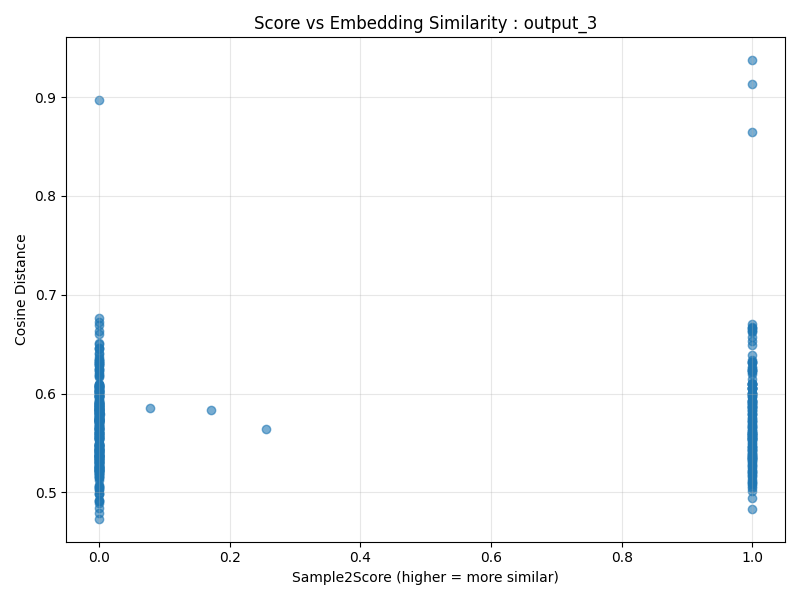 Score vs Embedding Similarity : output_3
0.9
0.8
0.7
0.6
0.5
Cosine Distance
0.0 0.2 0.4 0.6 0.8 1.0
Sample2Score (higher = more similar)